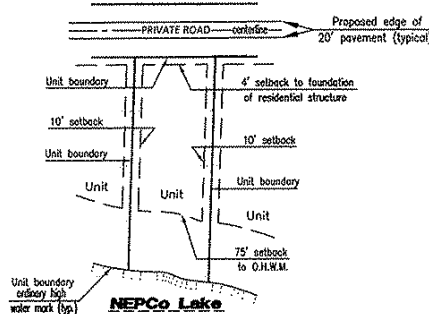 Proposed edge of
20' pavement (typical)
PRIVATE ROAD centerline
Unit boundary
4' setback to foundation
of residential structure
10' setback
10' setback
Unit boundary
Unit boundary
Unit
Unit
Unit
75' setback
to O.H.W.M.
Unit boundary
ordinary high
water mark (typ.)
NEPCo Lake